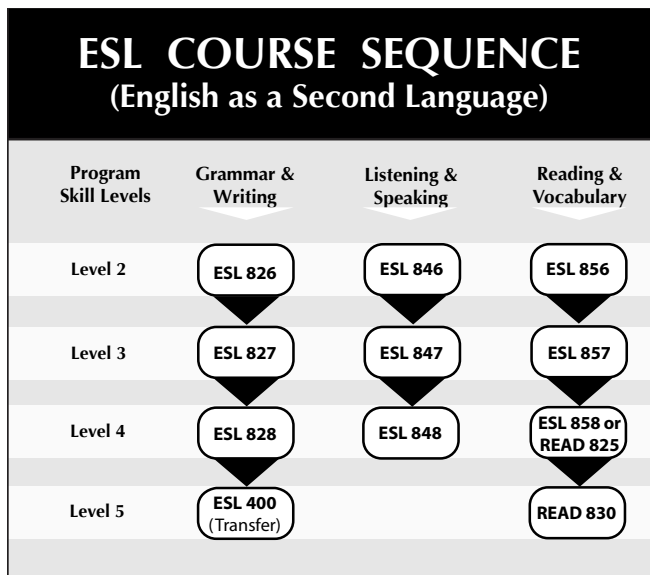 ESL COURSE SEQUENCE
(English as a Second Language)
Program
Skill Levels
Grammar &
Writing
Listening &
Speaking
Reading &
Vocabulary
Level 2
ESL 826
ESL 846
ESL 856
Level 3
ESL 827
ESL 847
ESL 857
Level 4
ESL 828
ESL 848
ESL 858 or
READ 825
Level 5
ESL 400
(Transfer)
READ 830